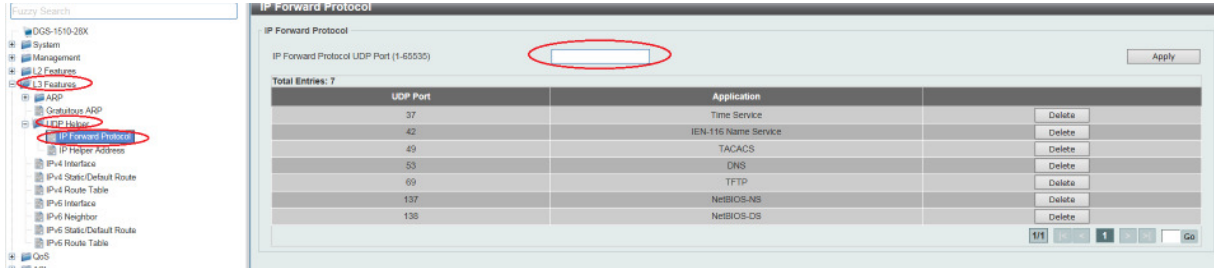 Fuzzy Search
DGS-1510-28X
System
Management
L2 Features
L3 Features
ARP
Gratuitous ARP
UDP Helper
IP Forward Protocol
IP Helper Address
IPv4 Interface
IPv4 Static/Default Route
IPv4 Route Table
IPv6 Interface
IPv6 Neighbor
IPv6 Static/Default Route
IPv6 Route Table
QoS
IP Forward Protocol
IP Forward Protocol
IP Forward Protocol UDP Port (1-65535) Apply
Total Entries: 7
UDP Port Application
37 Time Service Delete
42 IEN-116 Name Service Delete
49 TACACS Delete
53 DNS Delete
69 TFTP Delete
137 NetBIOS-NS Delete
138 NetBIOS-DS Delete
1/1 |< < 1 > >| Go